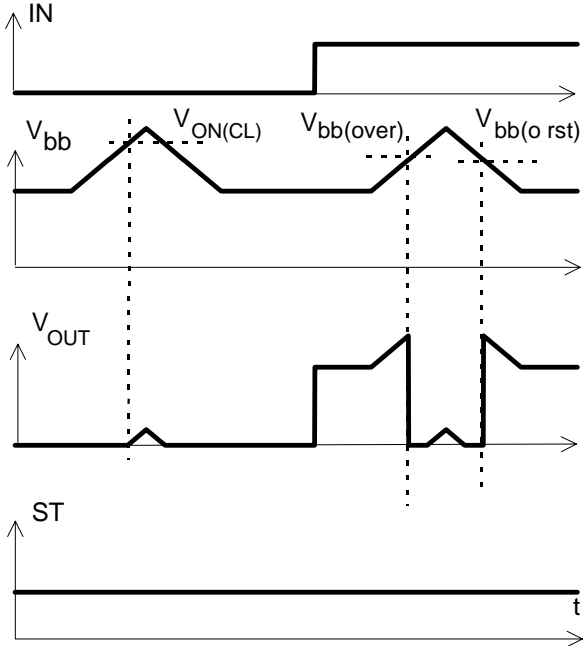 IN
Vbb
VON(CL)
Vbb(over)
Vbb(o rst)
VOUT
ST
t